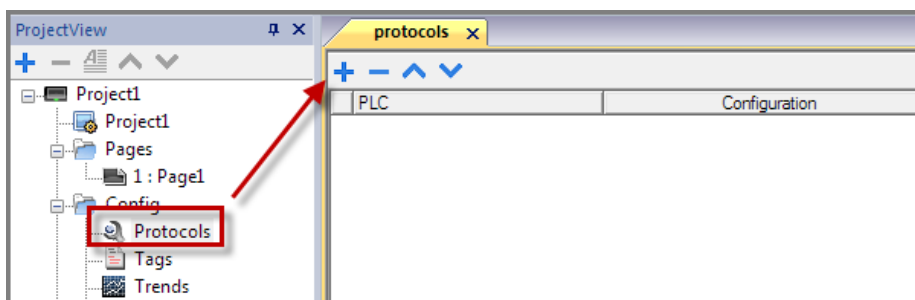 ProjectView
Project1
Project1
Pages
1 : Page1
Config
Protocols
Tags
Trends
protocols
PLC Configuration